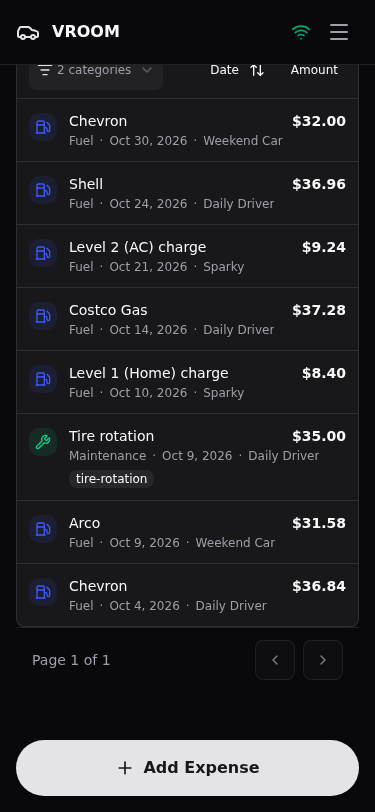 VROOM
2 categories Date Amount
Chevron $32.00
Fuel · Oct 30, 2026 · Weekend Car
Shell $36.96
Fuel · Oct 24, 2026 · Daily Driver
Level 2 (AC) charge $9.24
Fuel · Oct 21, 2026 · Sparky
Costco Gas $37.28
Fuel · Oct 14, 2026 · Daily Driver
Level 1 (Home) charge $8.40
Fuel · Oct 10, 2026 · Sparky
Tire rotation $35.00
Maintenance · Oct 9, 2026 · Daily Driver
tire-rotation
Arco $31.58
Fuel · Oct 9, 2026 · Weekend Car
Chevron $36.84
Fuel · Oct 4, 2026 · Daily Driver
Page 1 of 1
Add Expense